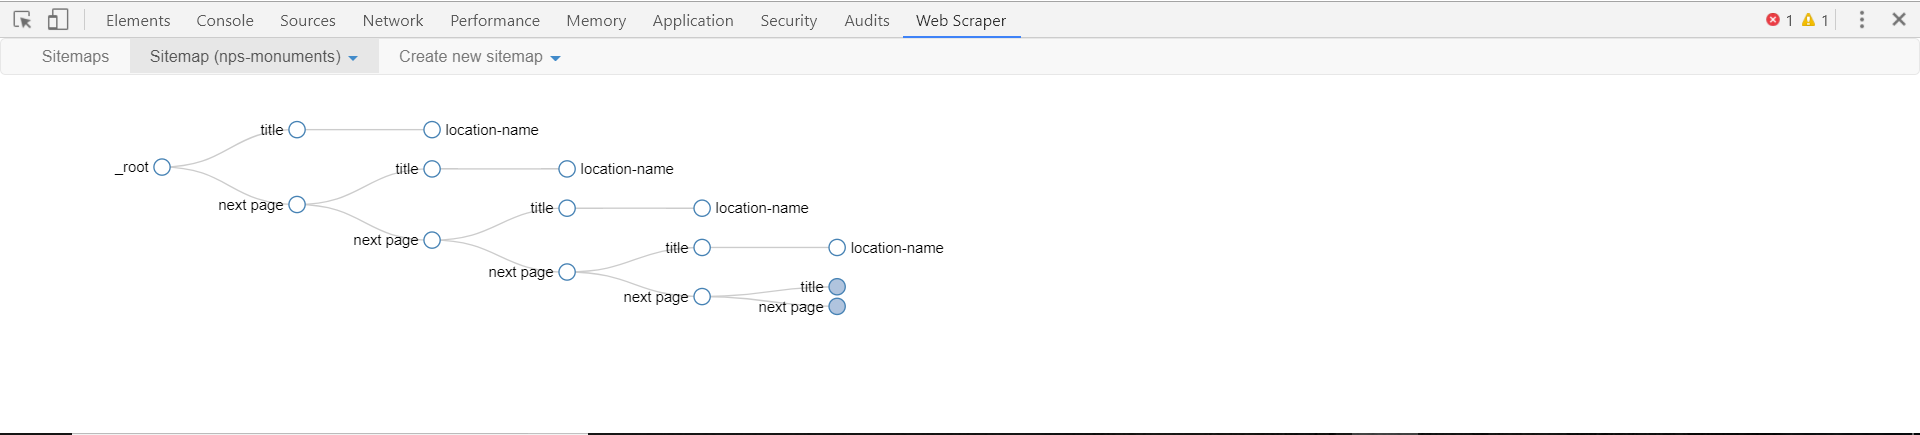 Elements Console Sources Network Performance Memory Application Security Audits Web Scraper 1 1
Sitemaps Sitemap (nps-monuments) Create new sitemap
title location-name
_root title location-name
next page
title location-name
next page
title location-name
next page
title
next page
next page